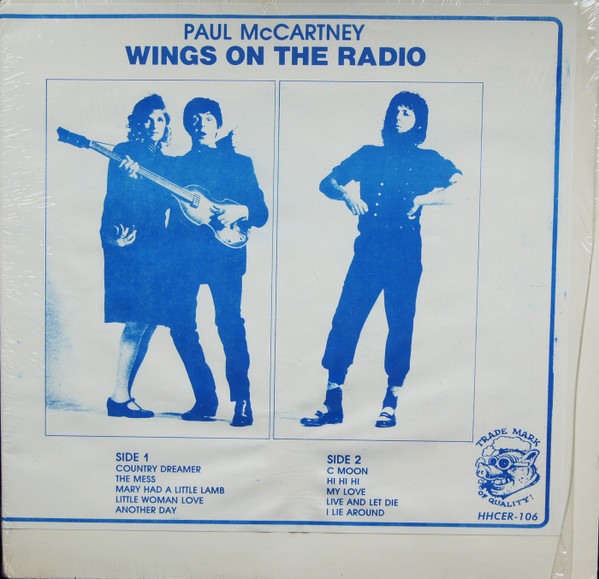 PAUL McCARTNEY
WINGS ON THE RADIO
SIDE 1
COUNTRY DREAMER
THE MESS
MARY HAD A LITTLE LAMB
LITTLE WOMAN LOVE
ANOTHER DAY
SIDE 2
C MOON
HI HI HI
MY LOVE
LIVE AND LET DIE
I LIE AROUND
TRADE MARK
OF QUALITY!
HHCER-106